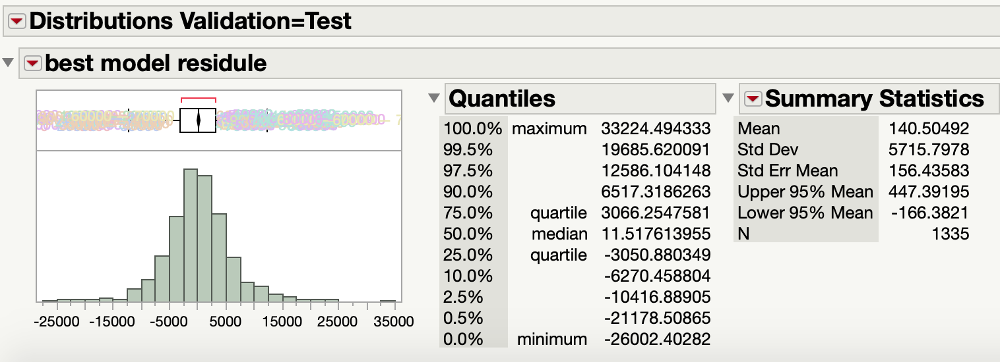 Distributions Validation=Test
best model residule
-25000 -15000 -5000 5000 15000 25000 35000
Quantiles
100.0% maximum 33224.494333
99.5% 19685.620091
97.5% 12586.104148
90.0% 6517.3186263
75.0% quartile 3066.2547581
50.0% median 11.517613955
25.0% quartile -3050.880349
10.0% -6270.458804
2.5% -10416.88905
0.5% -21178.50865
0.0% minimum -26002.40282
Summary Statistics
Mean 140.50492
Std Dev 5715.7978
Std Err Mean 156.43583
Upper 95% Mean 447.39195
Lower 95% Mean -166.3821
N 1335